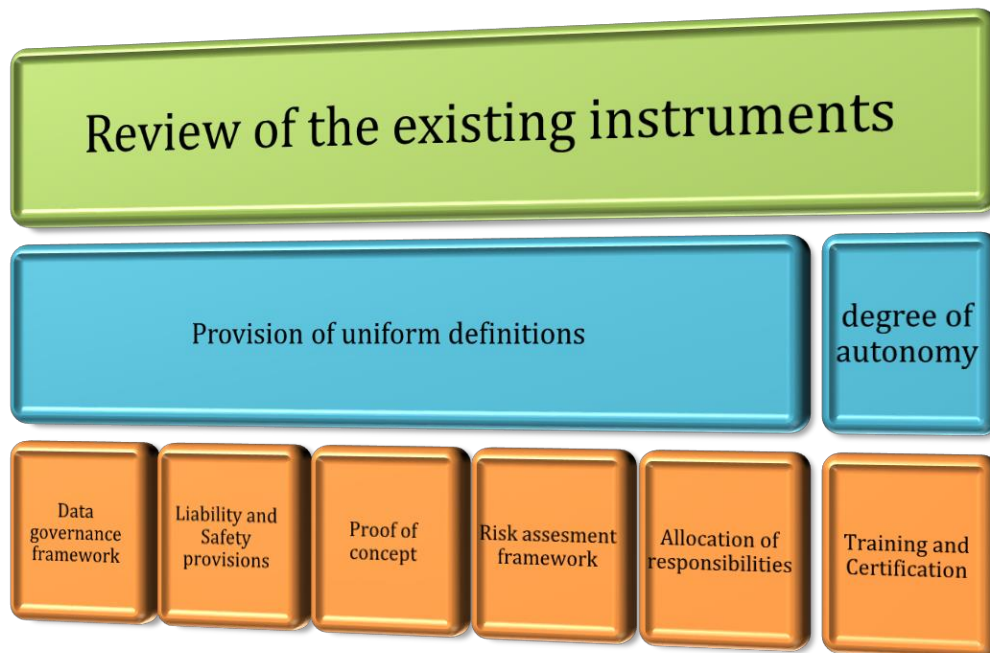 Review of the existing instruments
Provision of uniform definitions
degree of
autonomy
Data
governance
framework
Liability and
Safety
provisions
Proof of
concept
Risk assesment
framework
Allocation of
responsibilities
Training and
Certification